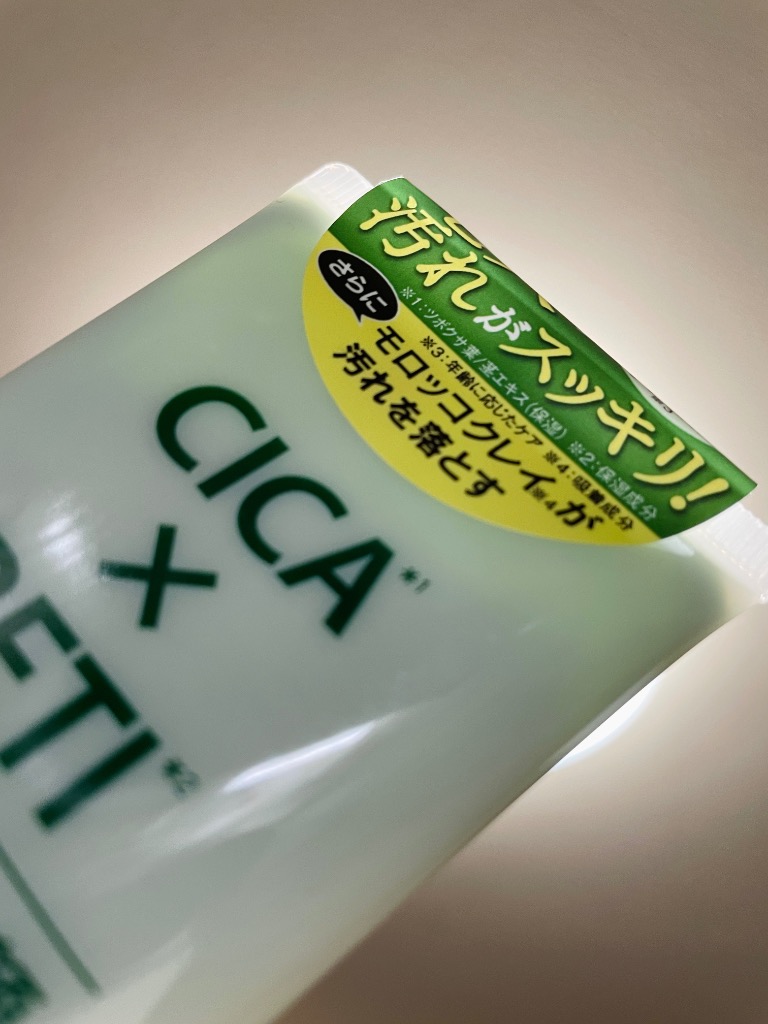 汚れがスッキリ!
※1:ツボクサ葉/茎エキス(保湿) ※2:保湿成分
※3:年齢に応じたケア ※4:吸着成分
さらに
モロッコクレイ※4が
汚れを落とす
CICA*1
×
ETI*2